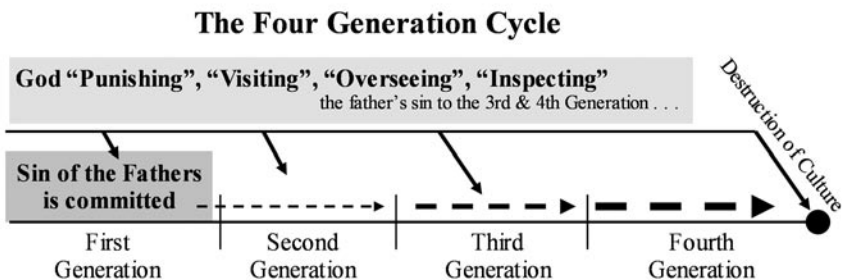 The Four Generation Cycle
God “Punishing”, “Visiting”, “Overseeing”, “Inspecting”
the father’s sin to the 3rd & 4th Generation . . .
Destruction of Culture
Sin of the Fathers
is committed
First
Generation
Second
Generation
Third
Generation
Fourth
Generation